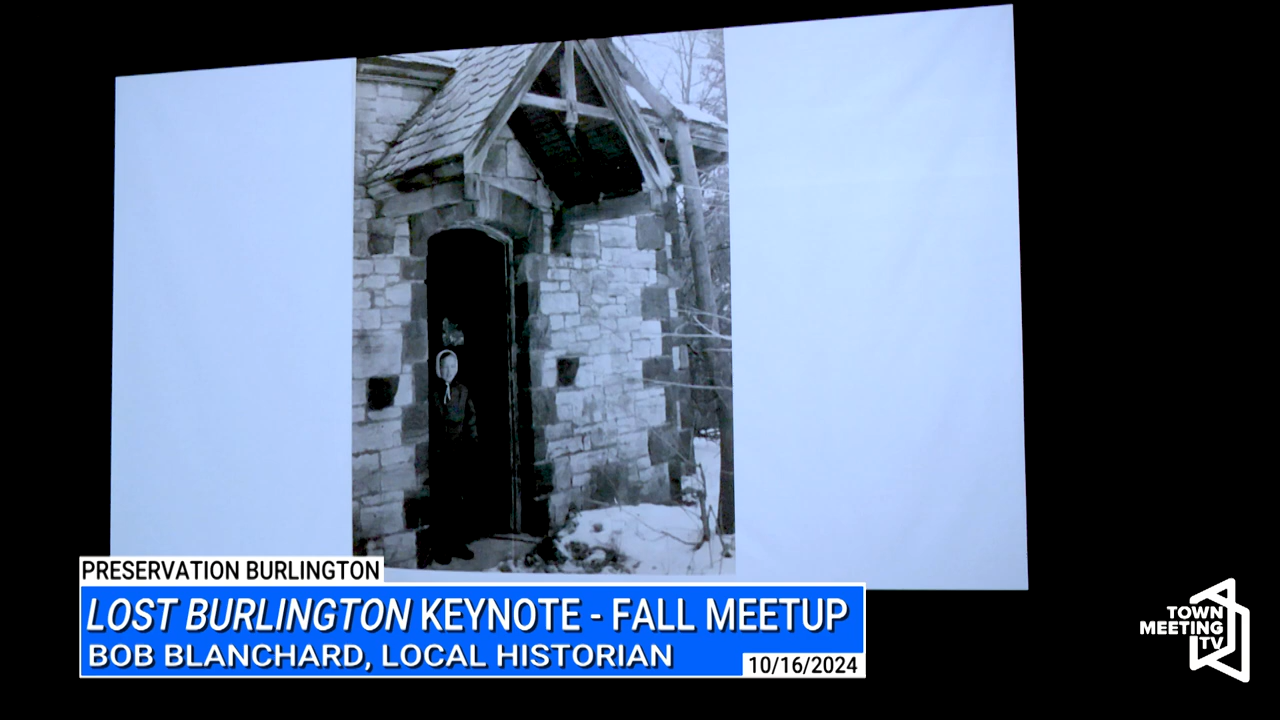 PRESERVATION BURLINGTON
LOST BURLINGTON KEYNOTE - FALL MEETUP
BOB BLANCHARD, LOCAL HISTORIAN
10/16/2024
TOWN
MEETING
TV